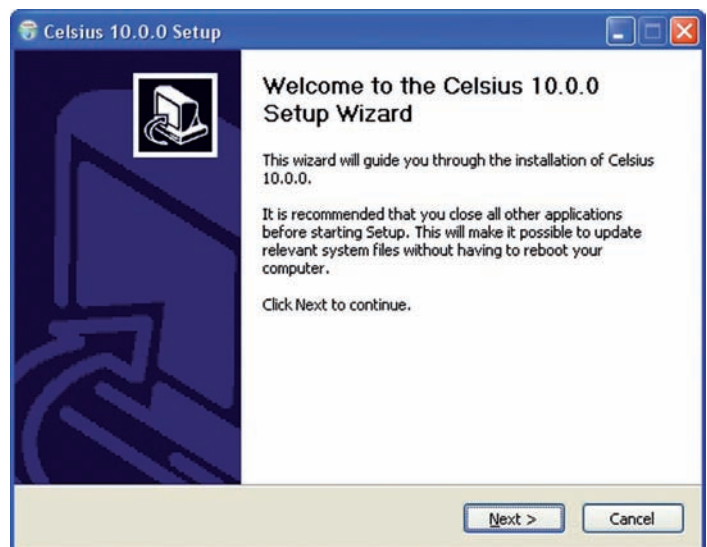 Celsius 10.0.0 Setup
Welcome to the Celsius 10.0.0
Setup Wizard
This wizard will guide you through the installation of Celsius
10.0.0.
It is recommended that you close all other applications
before starting Setup. This will make it possible to update
relevant system files without having to reboot your
computer.
Click Next to continue.
Next >
Cancel